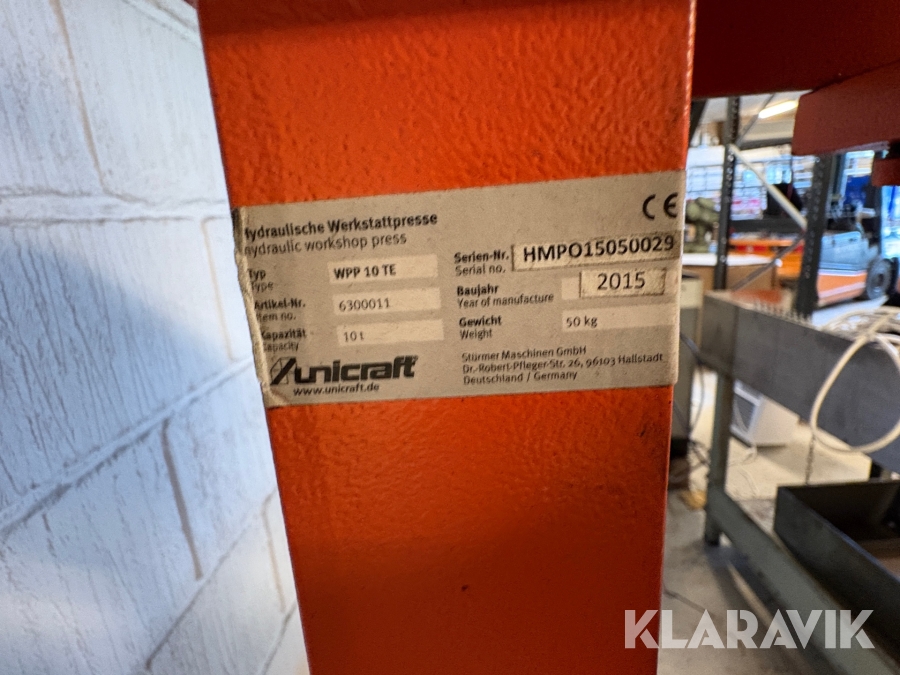 Hydraulische Werkstattpresse
hydraulic workshop press
CE
Typ
Type
WPP 10 TE
Artikel-Nr.
Item no.
6300011
Kapazität
Capacity
10 t
Serien-Nr.
Serial no.
HMPO15050029
Baujahr
Year of manufacture
2015
Gewicht
Weight
50 kg
unicraft
www.unicraft.de
Stürmer Maschinen GmbH
Dr.-Robert-Pfleger-Str. 26, 96103 Hallstadt
Deutschland / Germany
KLARAVIK